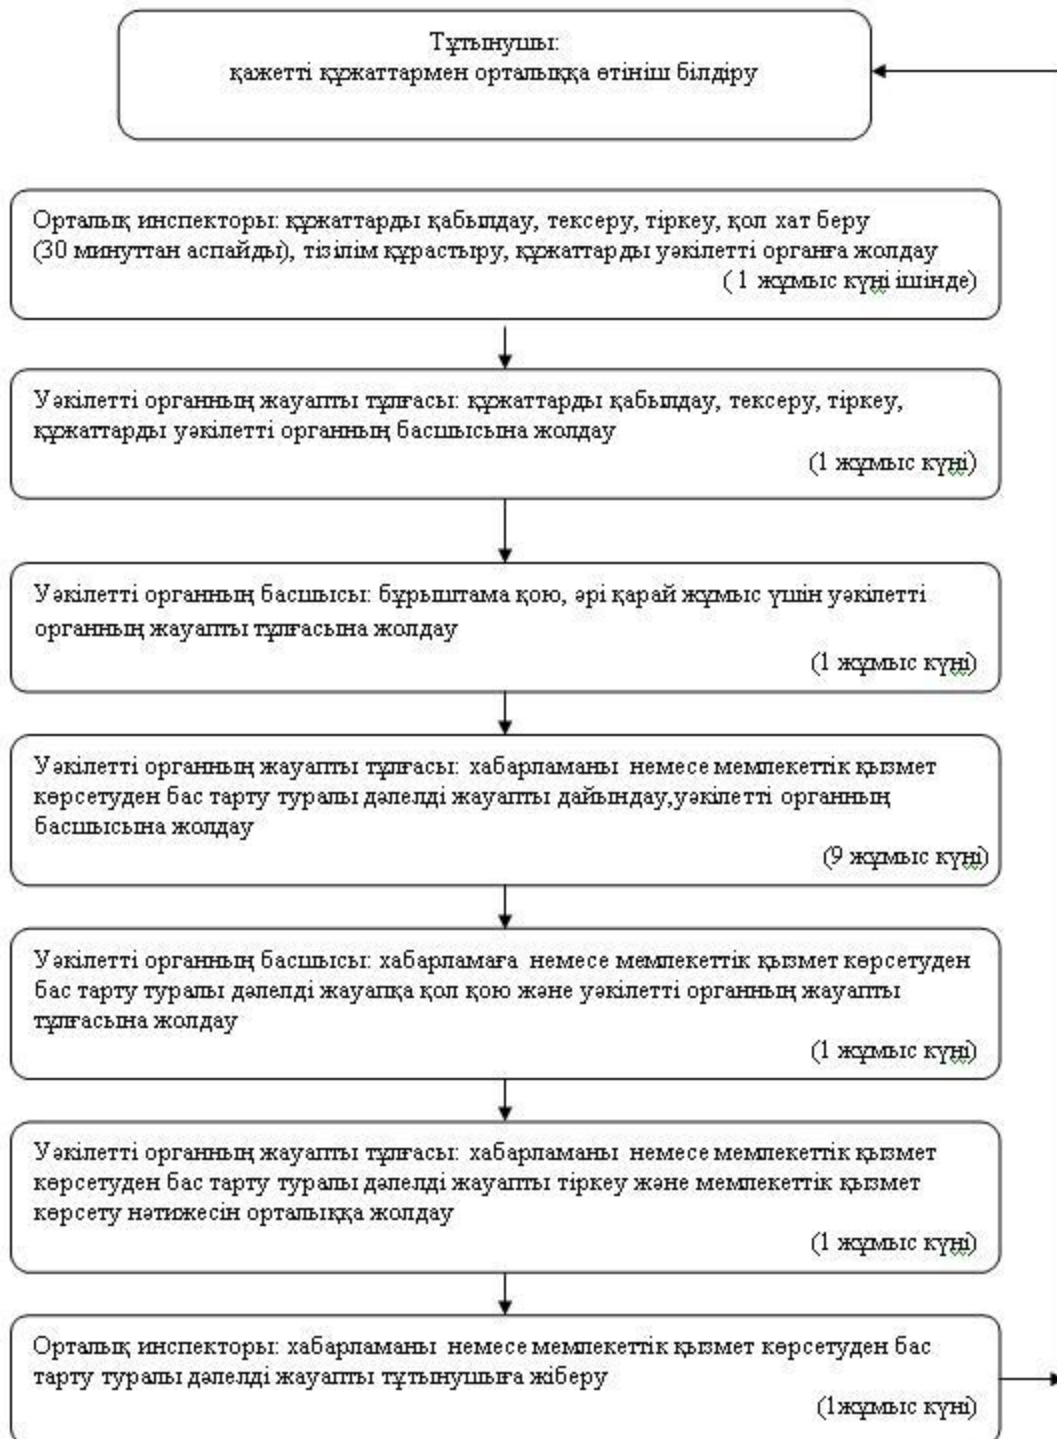 Тұтынушы:
қажетті құжаттармен орталыққа өтініш білдіру
Орталық инспекторы: құжаттарды қабылдау, тексеру, тіркеу, қол хат беру
(30 минуттан аспайды), тізілім құрастыру, құжаттарды уәкілетті органға жолдау
( 1 жұмыс күні ішінде)
Уәкілетті органның жауапты тұлғасы: құжаттарды қабылдау, тексеру, тіркеу,
құжаттарды уәкілетті органның басшысына жолдау
(1 жұмыс күні)
Уәкілетті органның басшысы: бұрыштама қою, әрі қарай жұмыс үшін уәкілетті
органның жауапты тұлғасына жолдау
(1 жұмыс күні)
Уәкілетті органның жауапты тұлғасы: хабарламаны немесе мемлекеттік қызмет
көрсетуден бас тарту туралы дәлелді жауапты дайындау,уәкілетті органның
басшысына жолдау
(9 жұмыс күні)
Уәкілетті органның басшысы: хабарламаға немесе мемлекеттік қызмет көрсетуден
бас тарту туралы дәлелді жауапқа қол қою және уәкілетті органның жауапты
тұлғасына жолдау
(1 жұмыс күні)
Уәкілетті органның жауапты тұлғасы: хабарламаны немесе мемлекеттік қызмет
көрсетуден бас тарту туралы дәлелді жауапты тіркеу және мемлекеттік қызмет
көрсету нәтижесін орталыққа жолдау
(1 жұмыс күні)
Орталық инспекторы: хабарламаны немесе мемлекеттік қызмет көрсетуден бас
тарту туралы дәлелді жауапты тұтынушыға жіберу
(1жұмыс күні)